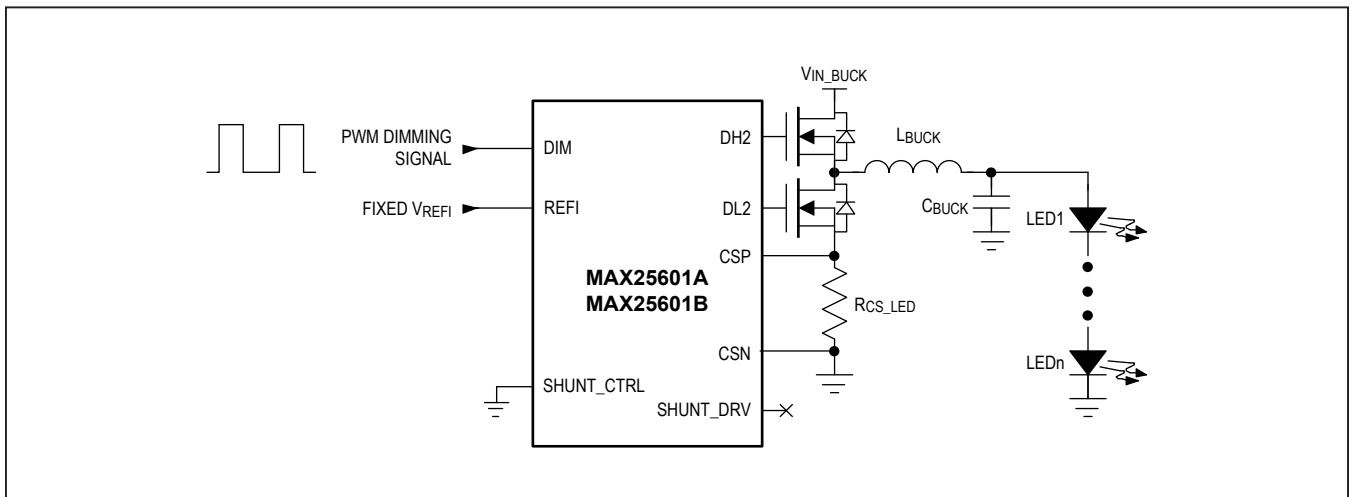 VIN_BUCK
PWM DIMMING
SIGNAL
DIM
DH2
LBUCK
FIXED VREFI
REFI
DL2
CBUCK
LED1
CSP
MAX25601A
MAX25601B
RCS_LED
CSN
LEDn
SHUNT_CTRL
SHUNT_DRV